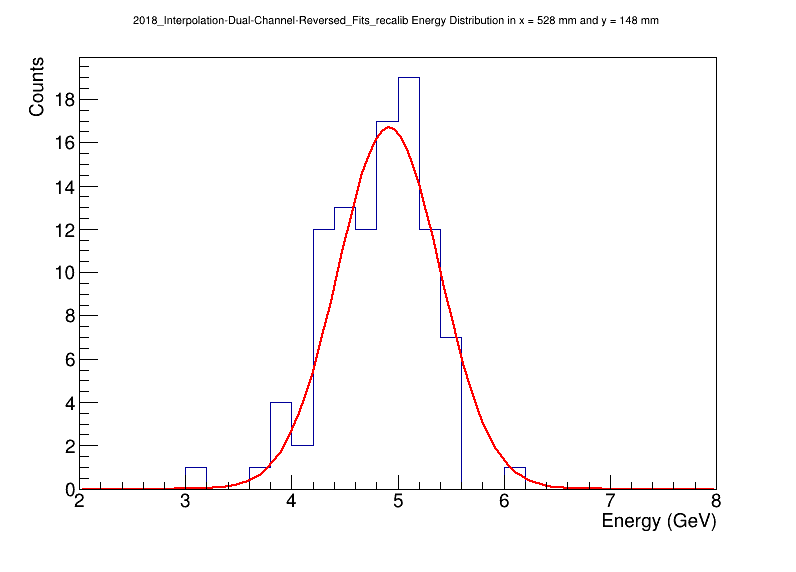 2018_Interpolation-Dual-Channel-Reversed_Fits_recalib Energy Distribution in x = 528 mm and y = 148 mm
Counts
18
16
14
12
10
8
6
4
2
0
2 3 4 5 6 7 8
Energy (GeV)